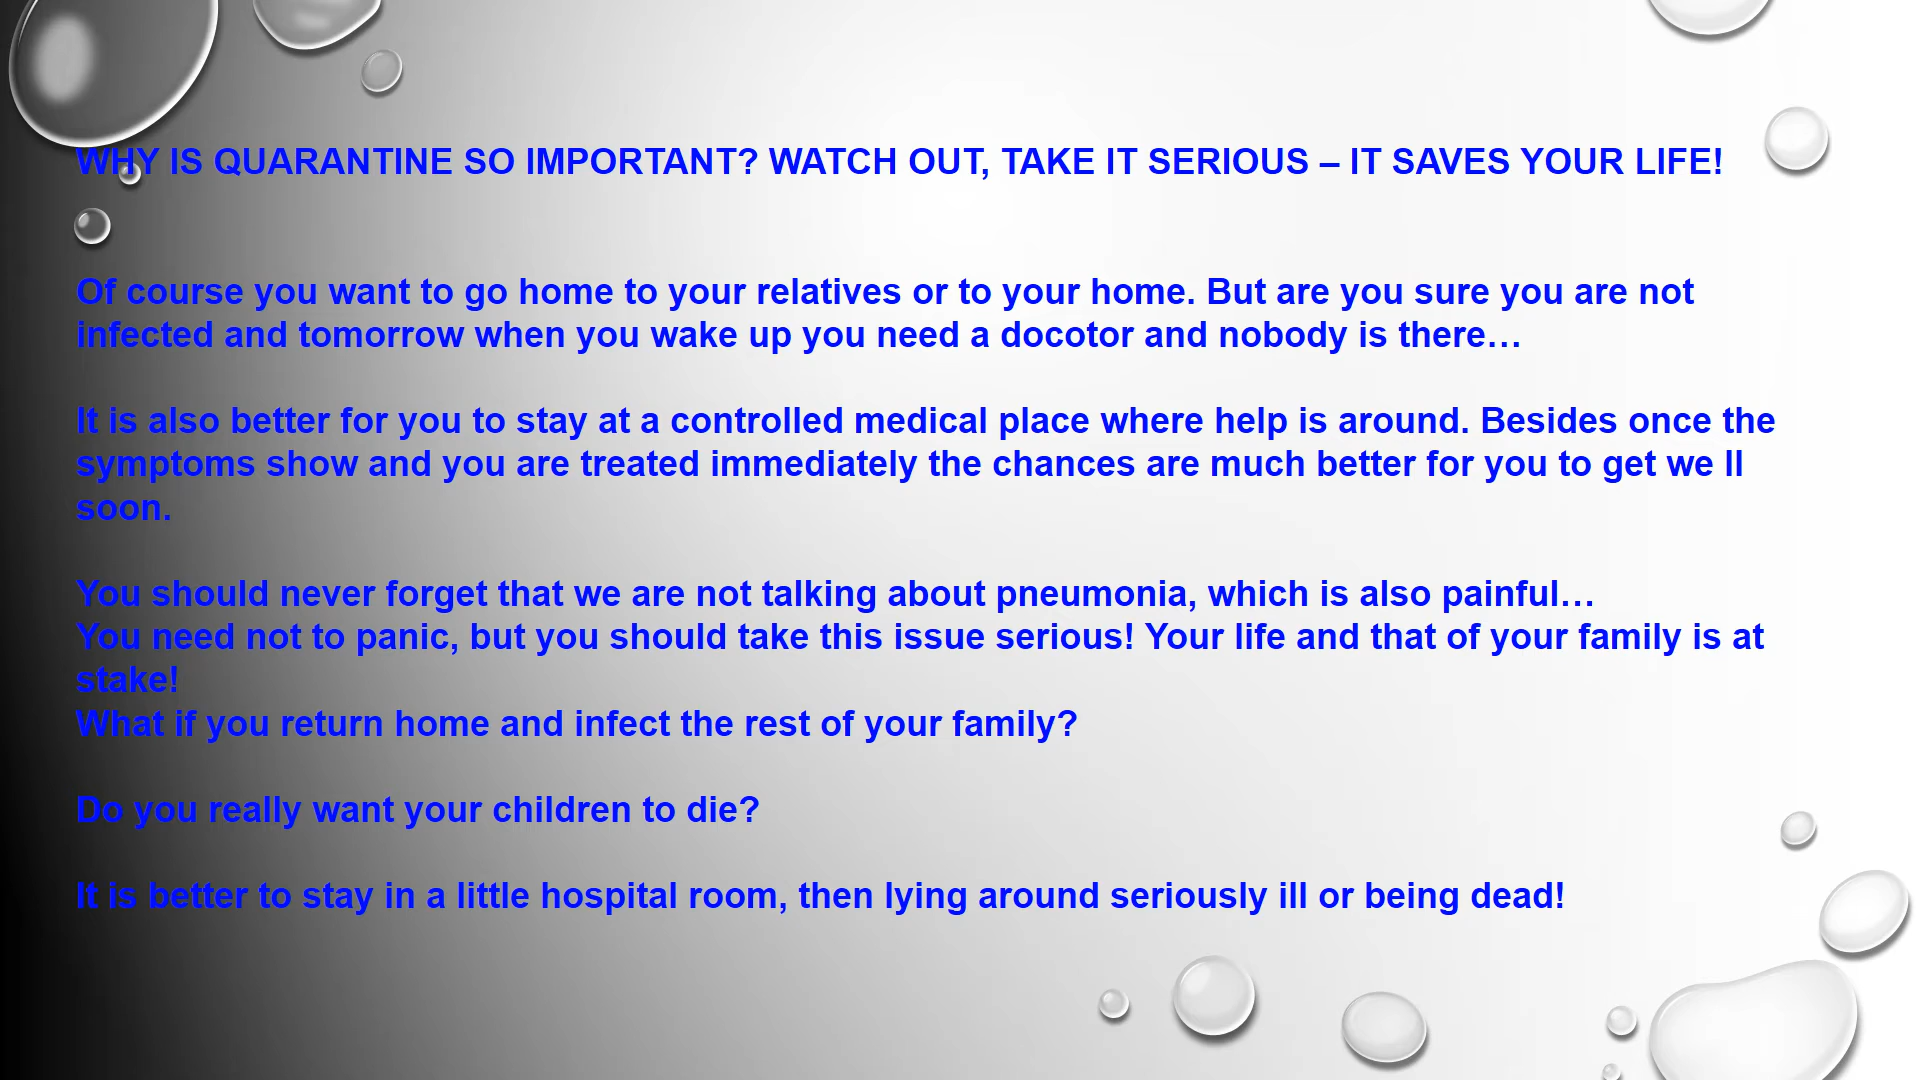 WHY IS QUARANTINE SO IMPORTANT? WATCH OUT, TAKE IT SERIOUS – IT SAVES YOUR LIFE!
Of course you want to go home to your relatives or to your home. But are you sure you are not
infected and tomorrow when you wake up you need a docotor and nobody is there…
It is also better for you to stay at a controlled medical place where help is around. Besides once the
symptoms show and you are treated immediately the chances are much better for you to get we ll
soon.
You should never forget that we are not talking about pneumonia, which is also painful…
You need not to panic, but you should take this issue serious! Your life and that of your family is at
stake!
What if you return home and infect the rest of your family?
Do you really want your children to die?
It is better to stay in a little hospital room, then lying around seriously ill or being dead!